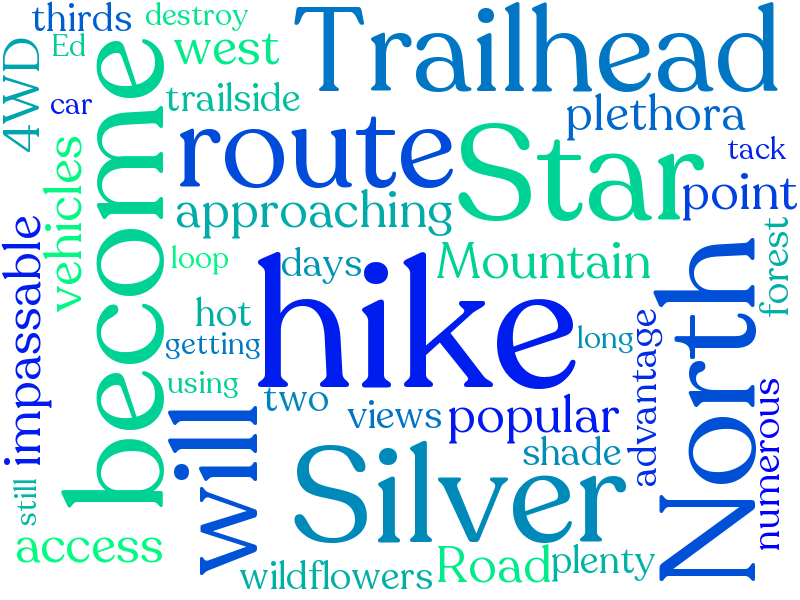 thirds
destroy
Ed
west
Trailhead
4WD
car
trailside
plethora
become
route
Star
tack
vehicles
point
approaching
impassable
loop
days
Mountain
forest
hike
North
hot
getting
long
advantage
using
two
views
popular
numerous
will
shade
Silver
still
access
wildflowers
Road
plenty